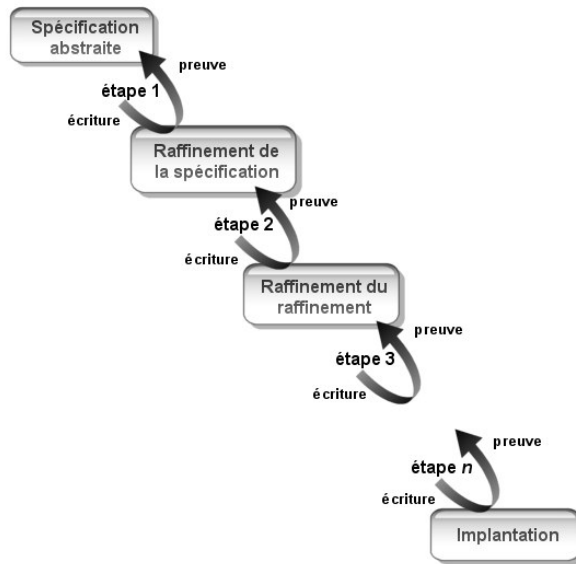 Spécification
abstraite
preuve
étape 1
écriture
Raffinement de
la spécification
preuve
étape 2
écriture
Raffinement du
raffinement
preuve
étape 3
écriture
preuve
étape n
écriture
Implantation